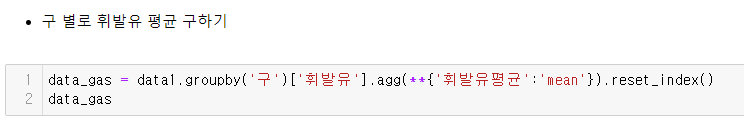 • 구 별로 휘발유 평균 구하기
1 data_gas = data1.groupby('구')['휘발유'].agg(**{'휘발유평균':'mean'}).reset_index()
2 data_gas